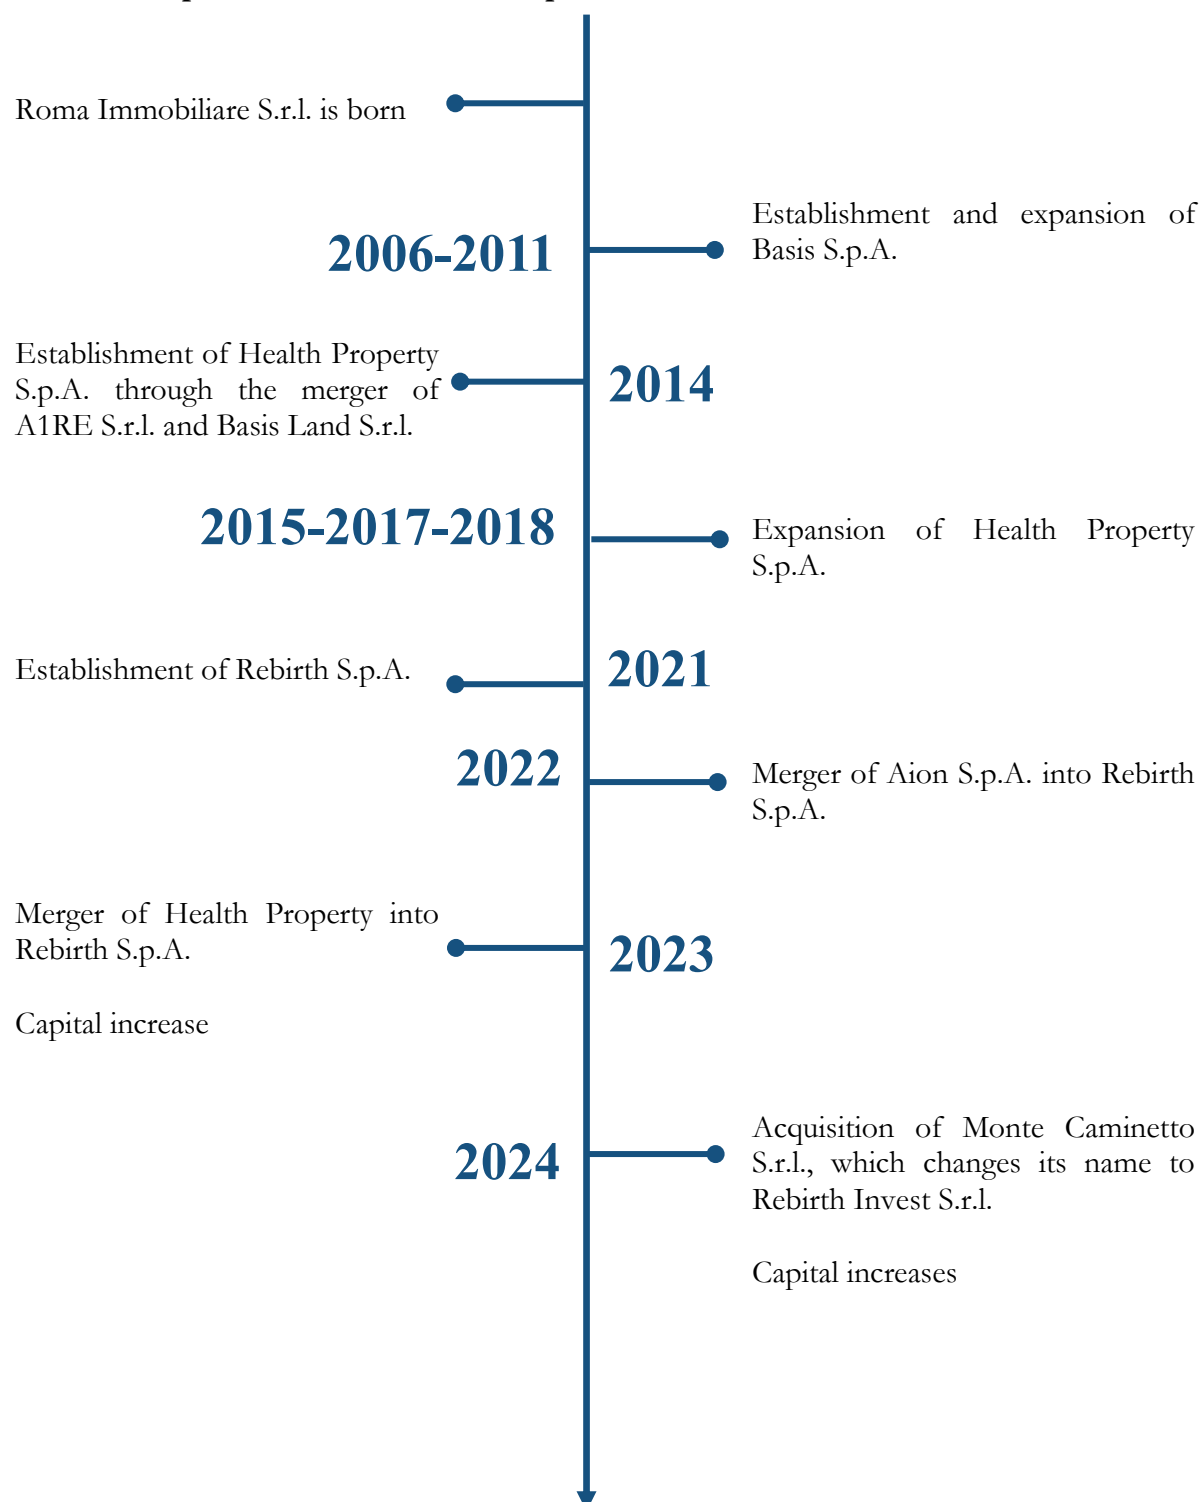 Roma Immobiliare S.r.l. is born
Establishment and expansion of
Basis S.p.A.
2006-2011
Establishment of Health Property
S.p.A. through the merger of
A1RE S.r.l. and Basis Land S.r.l.
2014
2015-2017-2018
Expansion of Health Property
S.p.A.
Establishment of Rebirth S.p.A.
2021
2022
Merger of Aion S.p.A. into Rebirth
S.p.A.
Merger of Health Property into
Rebirth S.p.A.
2023
Capital increase
2024
Acquisition of Monte Caminetto
S.r.l., which changes its name to
Rebirth Invest S.r.l.
Capital increases